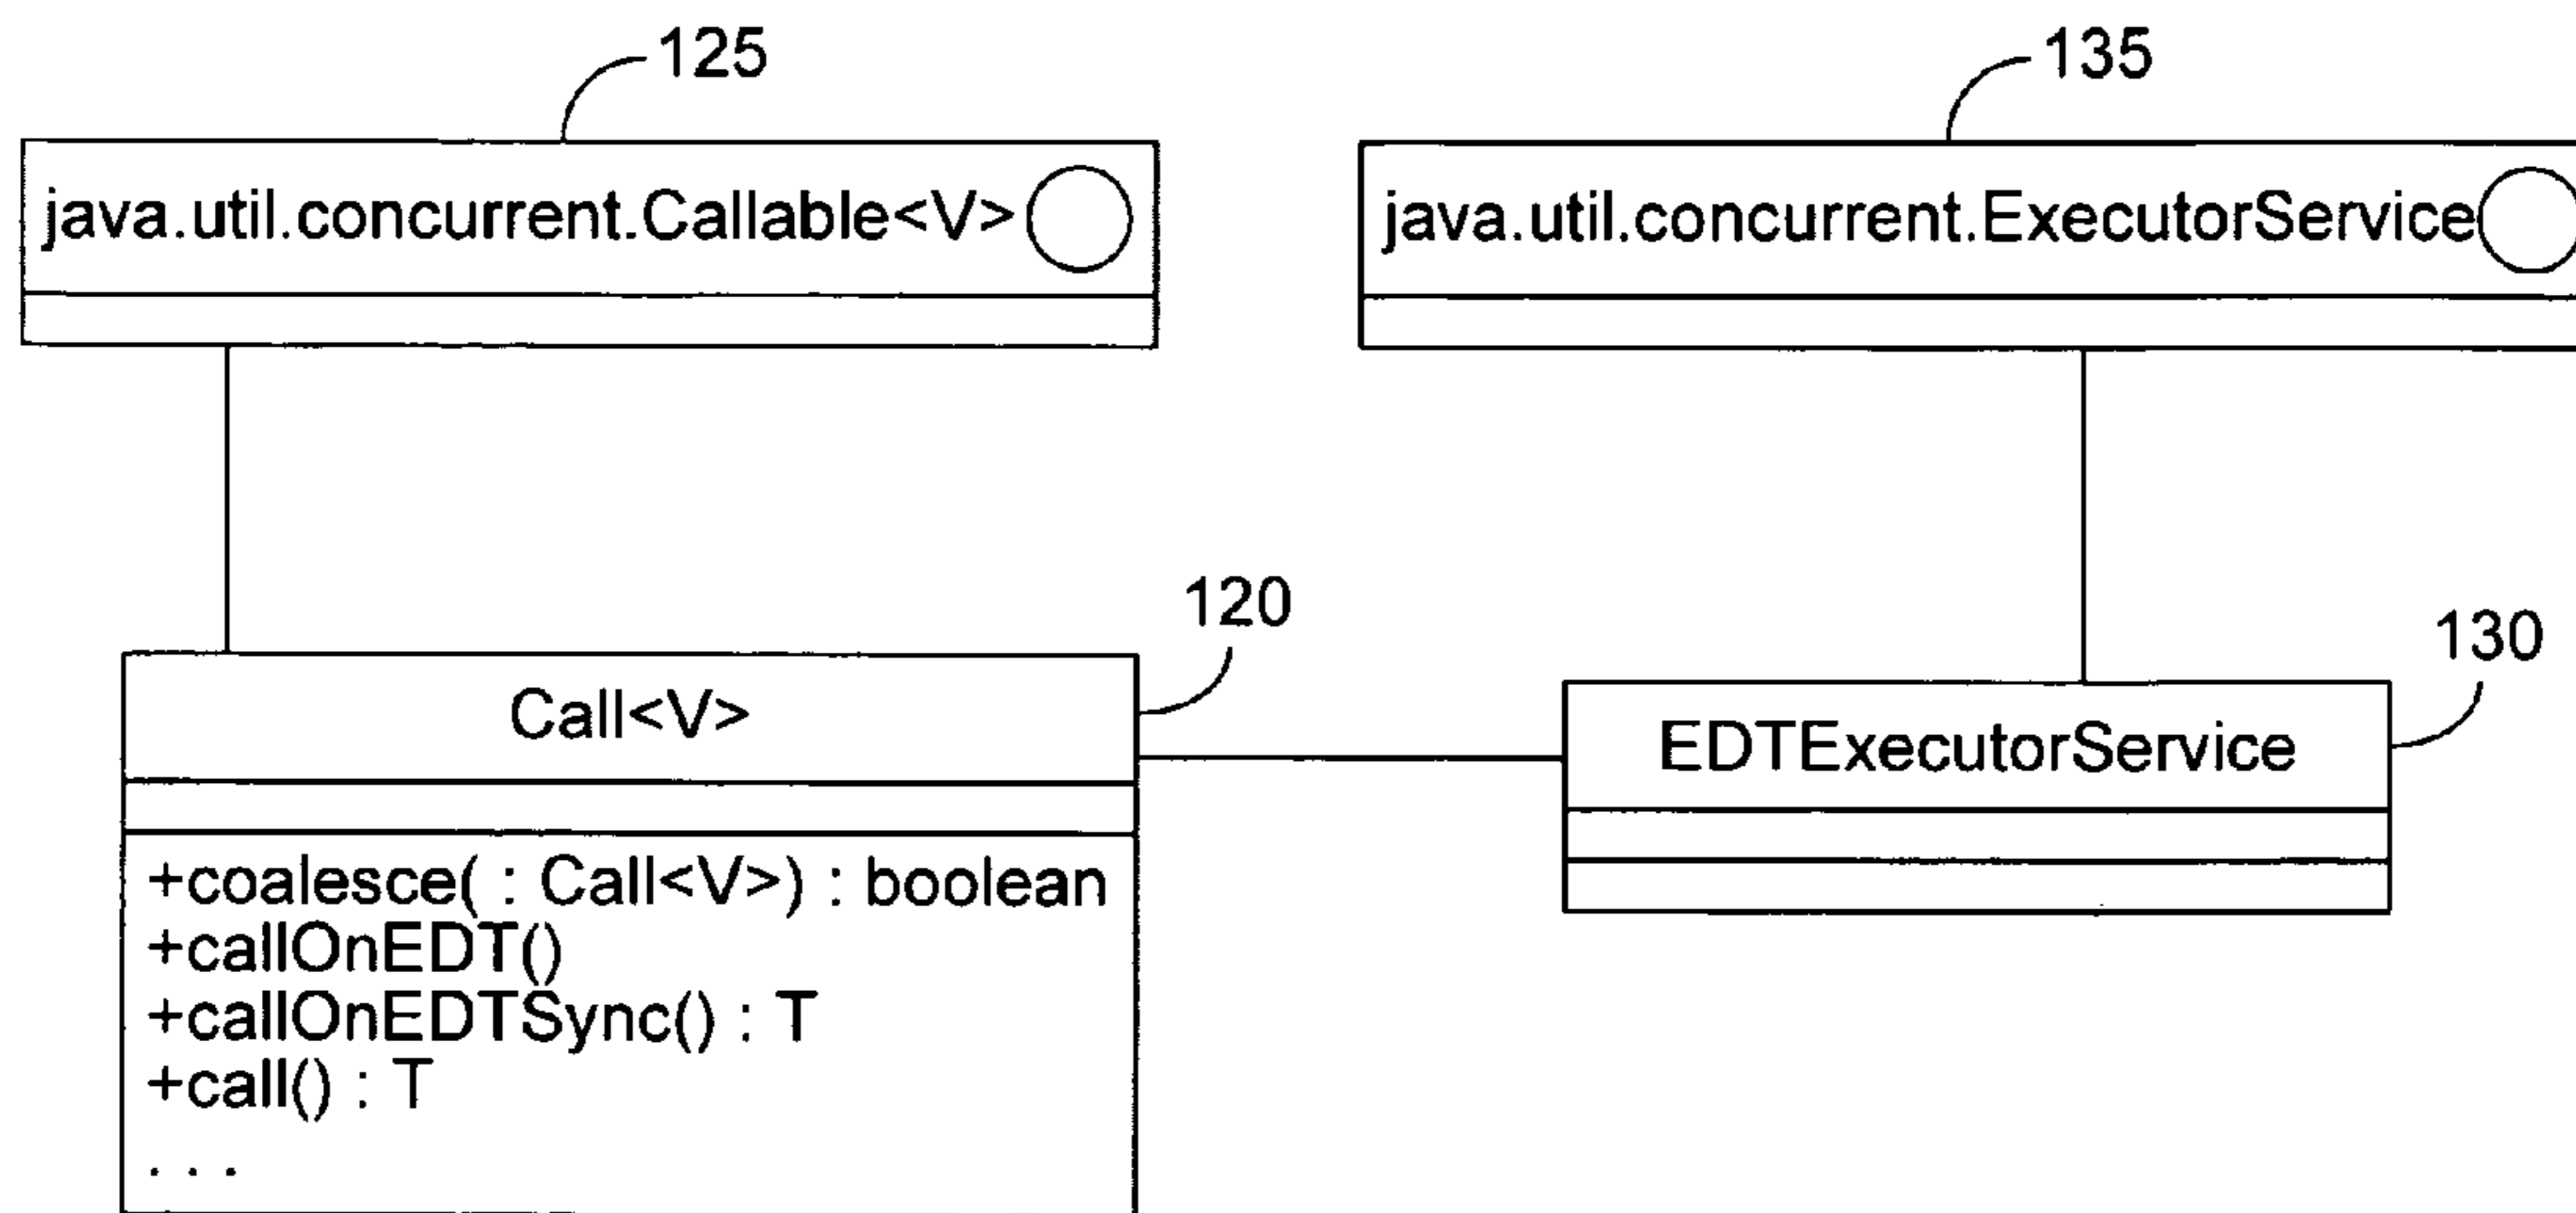 125
135
java.util.concurrent.Callable<V>
java.util.concurrent.ExecutorService
120
130
Call<V>
EDTExecutorService
+coalesce( : Call<V>) : boolean
+callOnEDT()
+callOnEDTSync() : T
+call() : T
. . .